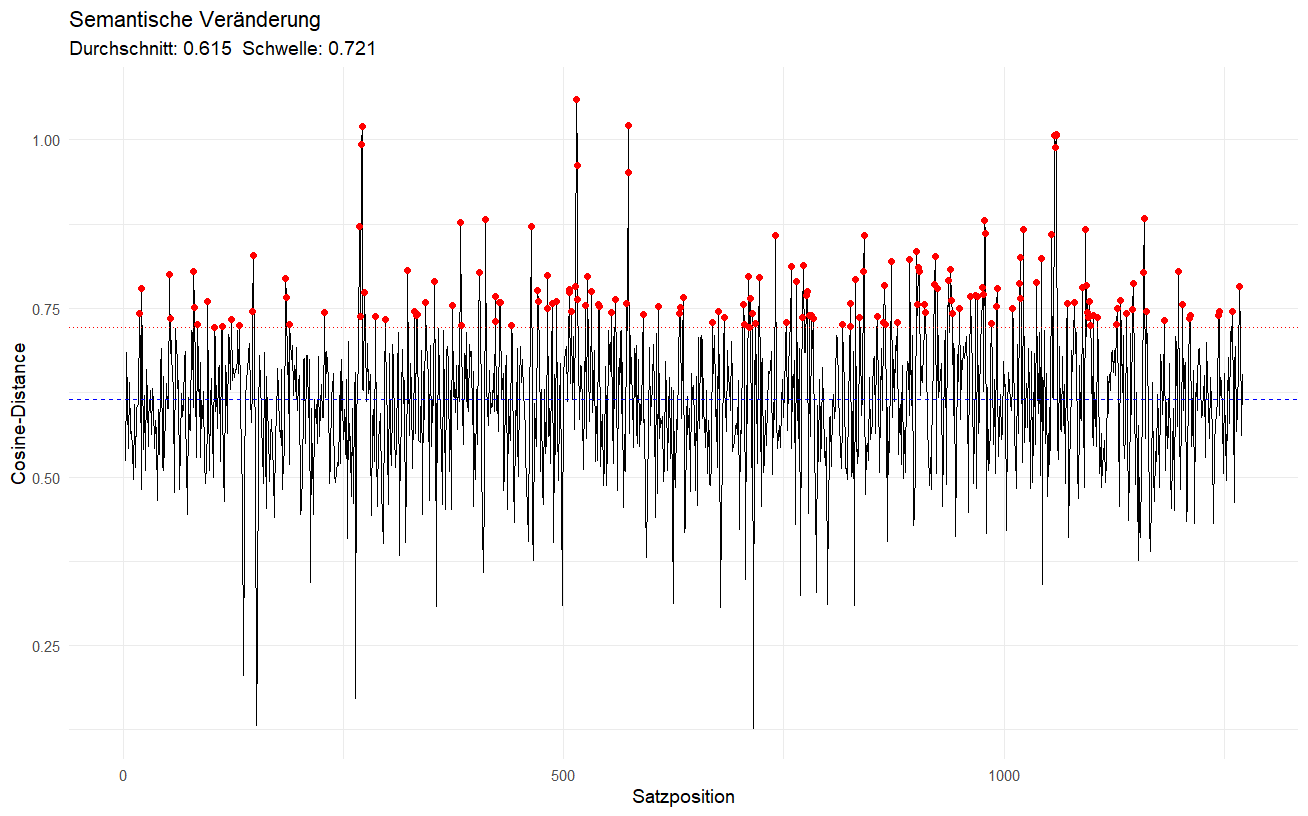 Semantische Veränderung
Durchschnitt: 0.615  Schwelle: 0.721
1.00
0.75
0.50
0.25
Cosine-Distance
0
500
1000
Satzposition